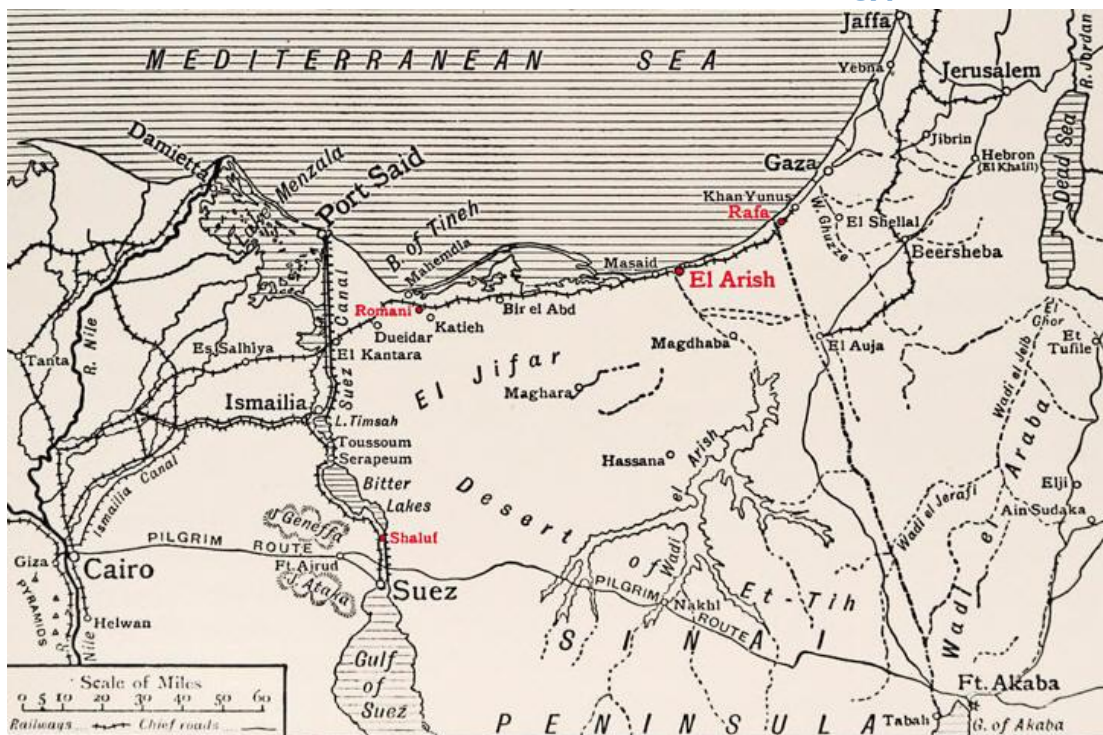 MEDITERRANEAN SEA
Jaffa
Yebna
Jerusalem
R. Jordan
Damietta
Lake Menzala
Port Said
Jibrin
Gaza
Hebron
(El Khalil)
Dead Sea
B. of Tineh
Mahemdia
Khan Yunus
Rafa
W. Ghuzze
El Shellal
Beersheba
Masaid
El Arish
Romani
Bir el Abd
Katieh
Dueidar
Suez Canal
R. Nile
Tanta
Es Salhiya
El Kantara
El Jifar
Magdhaba
El Auja
El
Ghor
Et
Tufile
Maghara
Wadi el Jeib
Ismailia
L. Timsah
Toussoum
Serapeum
Hassana
Wadi el Arish
Wadi el Araba
Ismailia Canal
Bitter
Lakes
Desert of Et-Tih
Elji
Ain Sudaka
Wadi el Jerafi
J. Geneffa
Shaluf
PILGRIM ROUTE
Giza
Cairo
Ft. Ajrud
J. Ataka
Suez
PILGRIM ROUTE
Nakhl
PYRAMIDS
Helwan
R. Nile
SINAI
Gulf
of
Suez
Ft. Akaba
PENINSULA
Tabah
G. of Akaba
Scale of Miles
0 5 10 20 30 40 50 60
Railways Chief roads